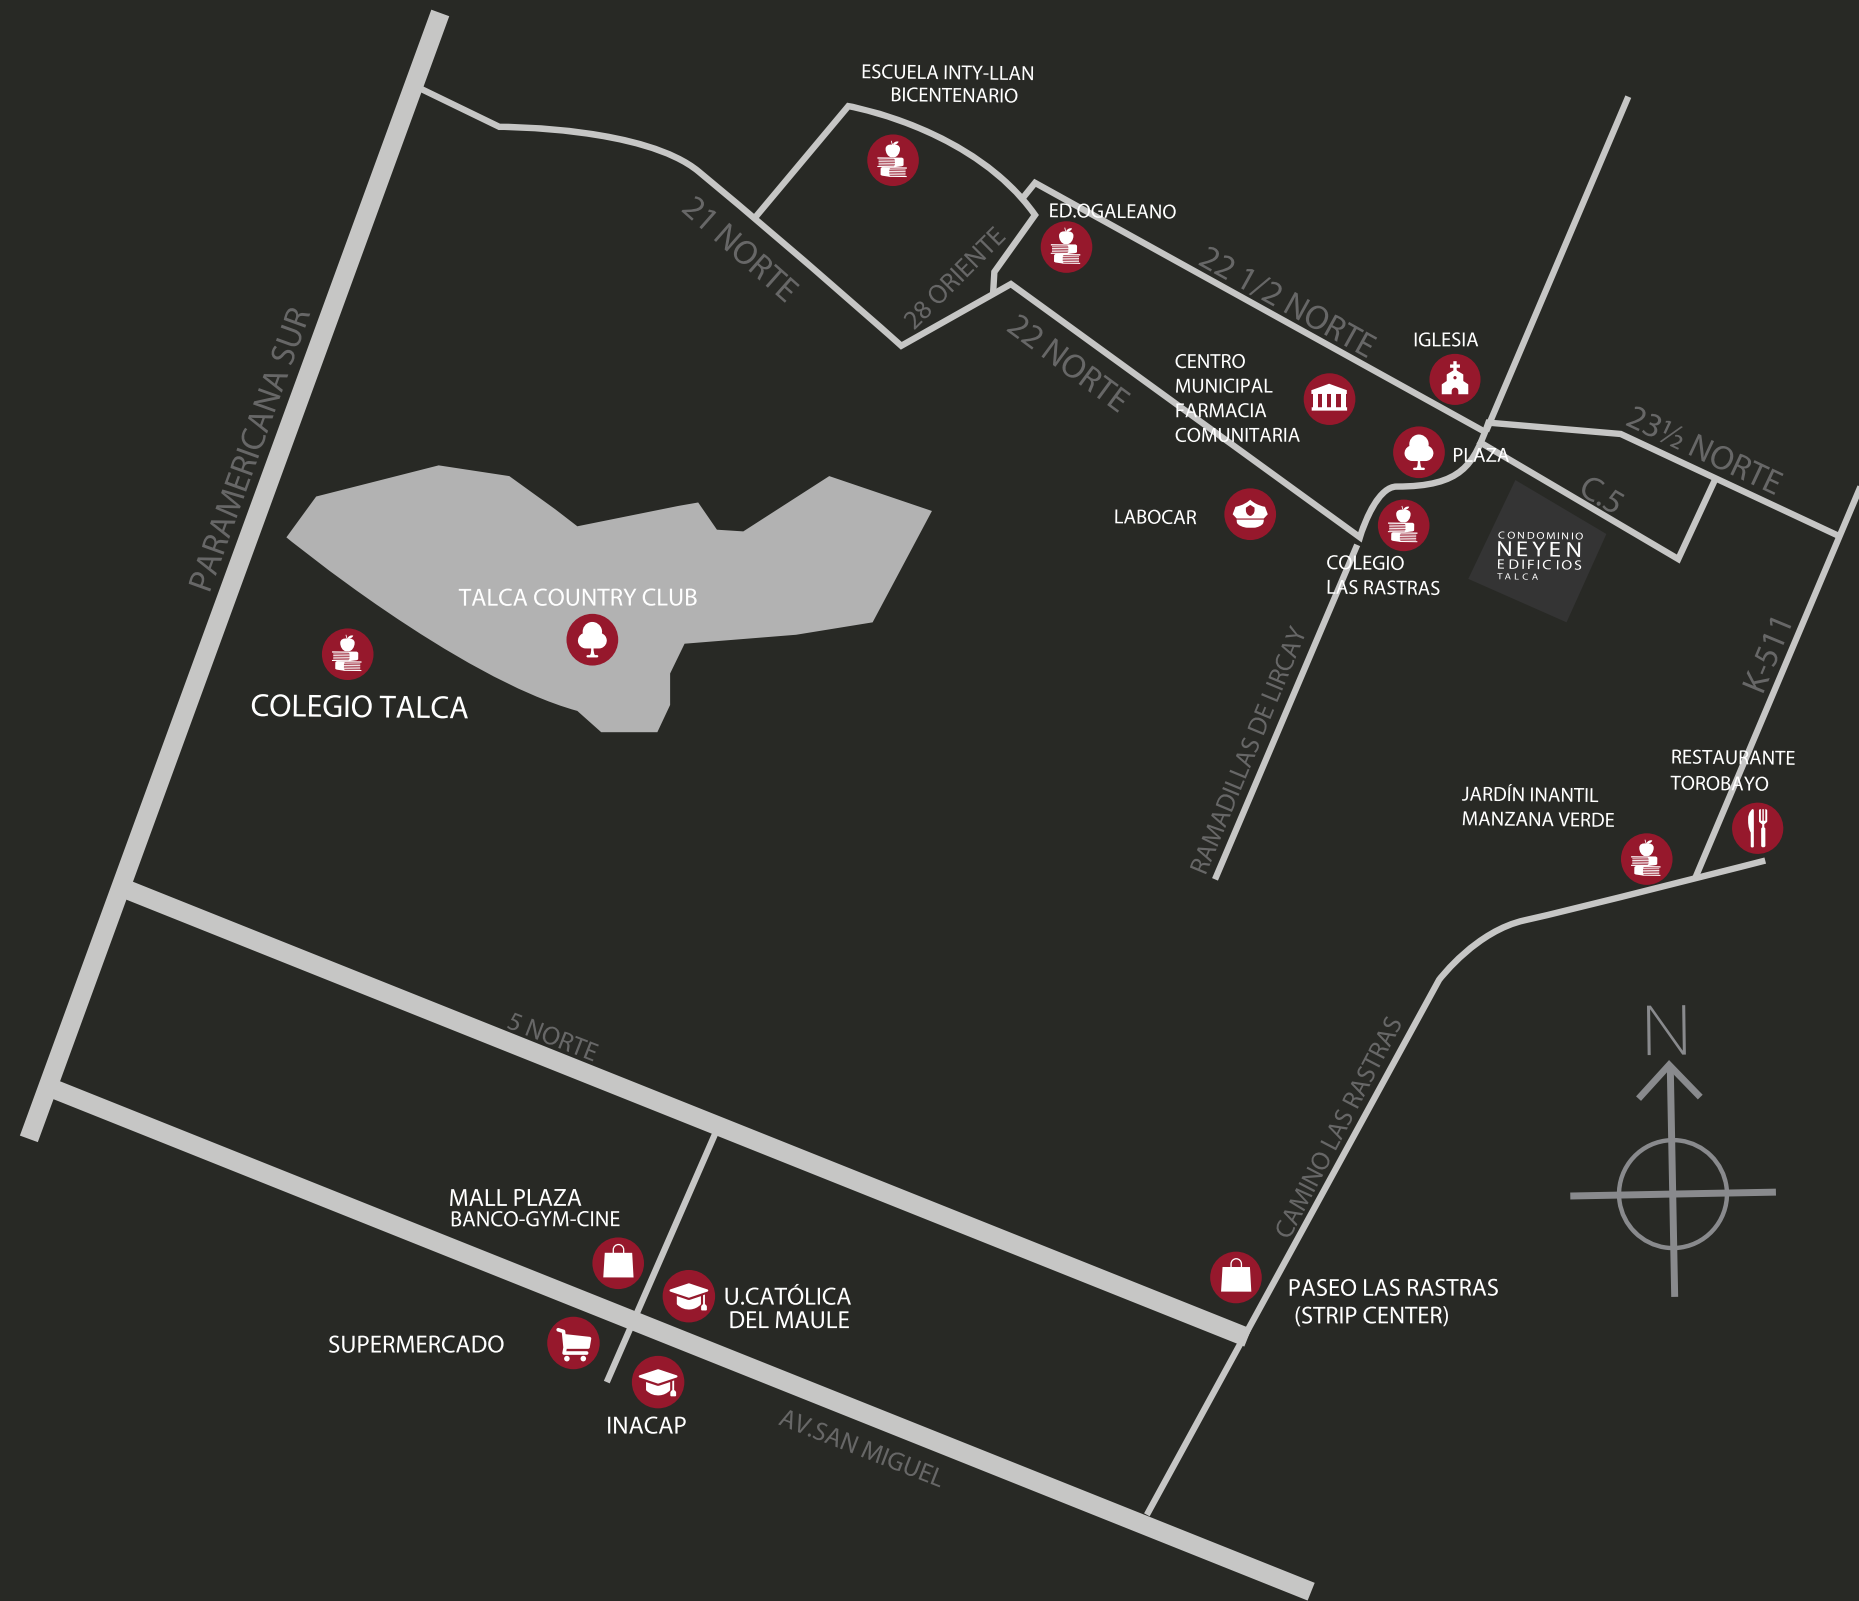 ESCUELA INTY-LLAN
BICENTENARIO
ED.OGALEANO
21 NORTE
28 ORIENTE
22 1/2 NORTE
22 NORTE
PARAMERICANA SUR
IGLESIA
CENTRO
MUNICIPAL
FARMACIA
COMUNITARIA
PLAZA
23½ NORTE
C.5
LABOCAR
CONDOMINIO
NEYEN
EDIFICIOS
TALCA
COLEGIO
LAS RASTRAS
TALCA COUNTRY CLUB
COLEGIO TALCA
RAMADILLAS DE LIRCAY
K-511
RESTAURANTE
TOROBAYO
JARDÍN INANTIL
MANZANA VERDE
5 NORTE
CAMINO LAS RASTRAS
N
MALL PLAZA
BANCO-GYM-CINE
U.CATÓLICA
DEL MAULE
PASEO LAS RASTRAS
(STRIP CENTER)
SUPERMERCADO
INACAP
AV.SAN MIGUEL